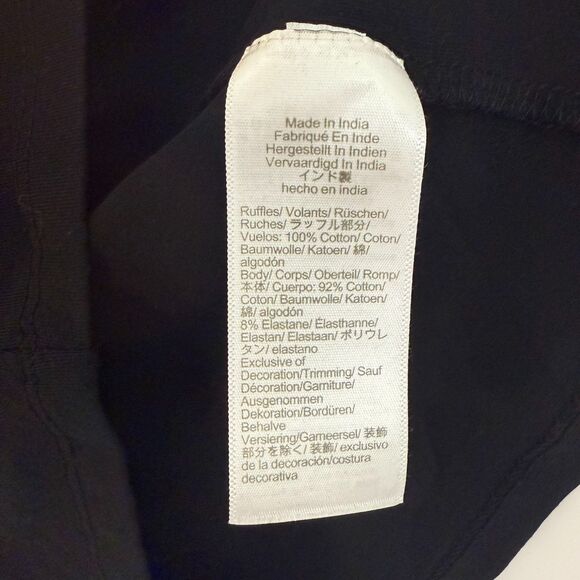 Made In India
Fabriqué En Inde
Hergestellt In Indien
Vervaardigd In India
インド製
hecho en india
Ruffles/ Volants/ Rüschen/
Ruches/ ラッフル部分/
Vuelos: 100% Cotton/ Coton/
Baumwolle/ Katoen/ 綿/
algodón
Body/ Corps/ Oberteil/ Romp/
本体/ Cuerpo: 92% Cotton/
Coton/ Baumwolle/ Katoen/
綿/ algodón
8% Elastane/ Élasthanne/
Elastan/ Elastaan/ ポリウレ
タン/ elastano
Exclusive of
Decoration/Trimming/ Sauf
Décoration/Garniture/
Ausgenommen
Dekoration/Bordüren/
Behalve
Versiering/Garneersel/ 装飾
部分を除く/ 装飾/ exclusivo
de la decoración/costura
decorativa